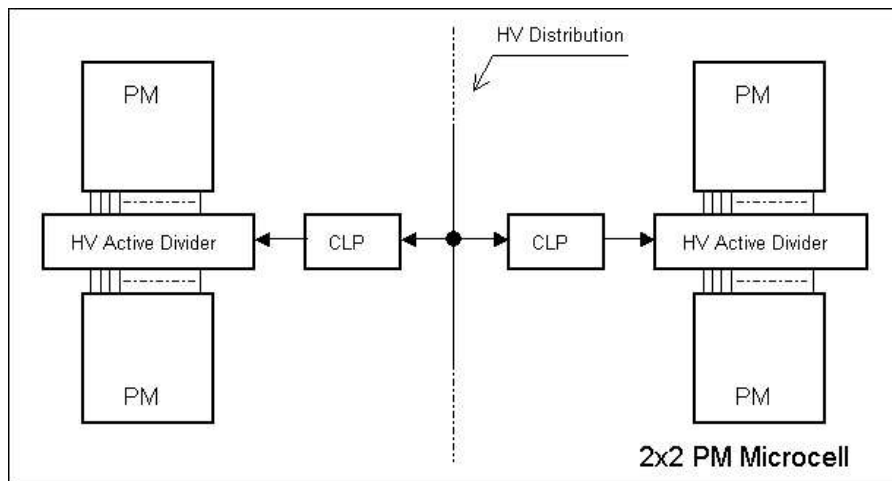 HV Distribution
PM
PM
HV Active Divider
CLP
CLP
HV Active Divider
PM
PM
2x2 PM Microcell